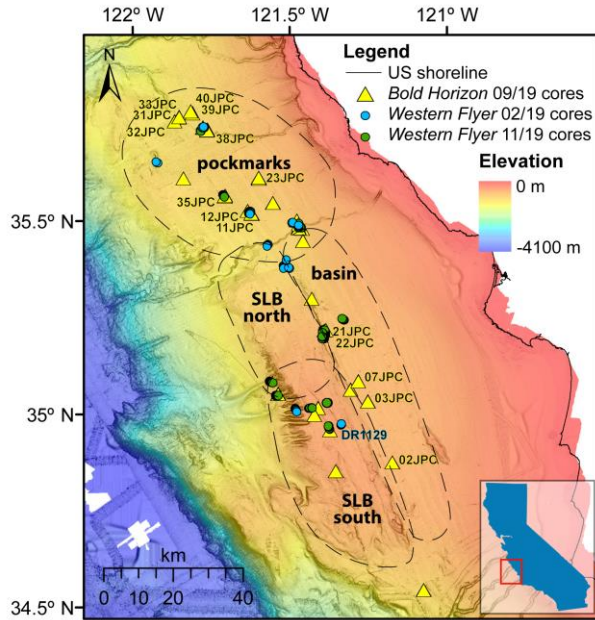 122° W
121.5° W
121° W
N
Legend
US shoreline
Bold Horizon 09/19 cores
Western Flyer 02/19 cores
Western Flyer 11/19 cores
Elevation
0 m
-4100 m
33JPC
40JPC
31JPC
39JPC
32JPC
38JPC
pockmarks
23JPC
35.5° N
35JPC
12JPC
11JPC
basin
SLB
north
21JPC
22JPC
07JPC
35° N
03JPC
DR1129
02JPC
SLB
south
km
0 10 20 30 40
34.5° N